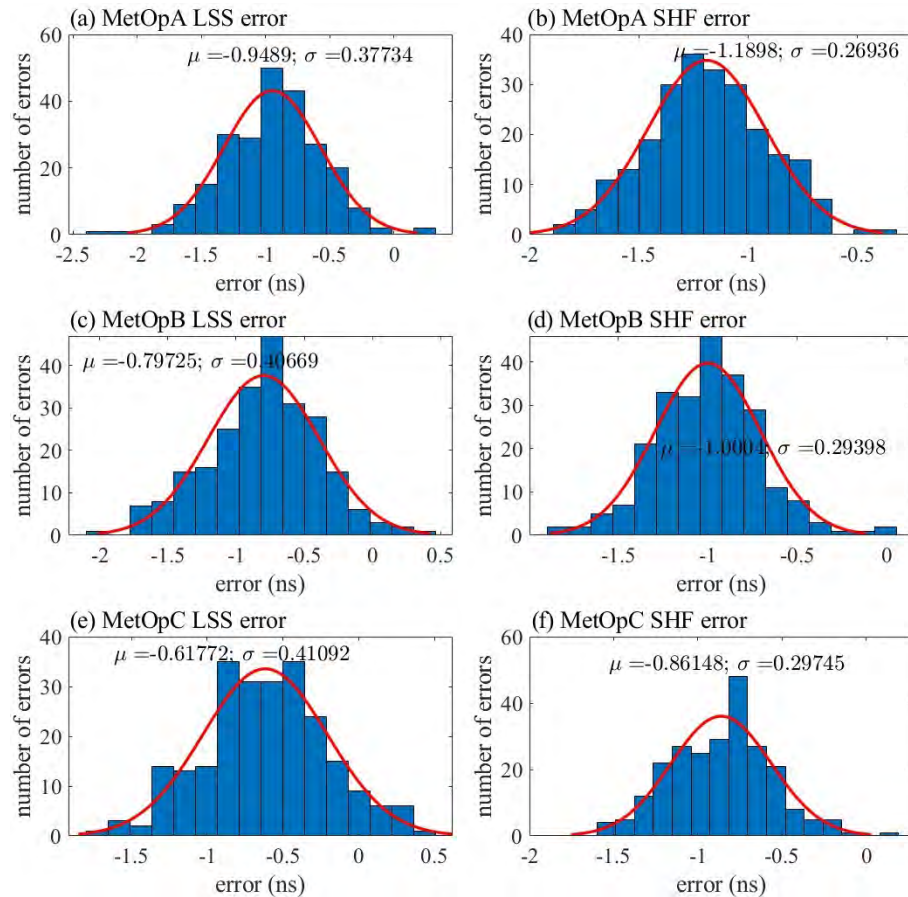 (a) MetOpA LSS error
μ =-0.9489; σ =0.37734
number of errors
60
40
20
0
-2.5
-2
-1.5
-1
-0.5
0
error (ns)
(b) MetOpA SHF error
μ =-1.1898; σ =0.26936
number of errors
40
30
20
10
0
-2
-1.5
-1
-0.5
error (ns)
(c) MetOpB LSS error
μ =-0.79725; σ =0.40669
number of errors
40
30
20
10
0
-2
-1.5
-1
-0.5
0
error (ns)
(d) MetOpB SHF error
μ =-1.0004; σ =0.29398
number of errors
40
30
20
10
0
-1.5
-1
-0.5
0
error (ns)
(e) MetOpC LSS error
μ =-0.61772; σ =0.41092
number of errors
40
30
20
10
0
-1.5
-1
-0.5
0
0.5
error (ns)
(f) MetOpC SHF error
μ =-0.86148; σ =0.29745
number of errors
60
40
20
0
-2
-1.5
-1
-0.5
0
error (ns)